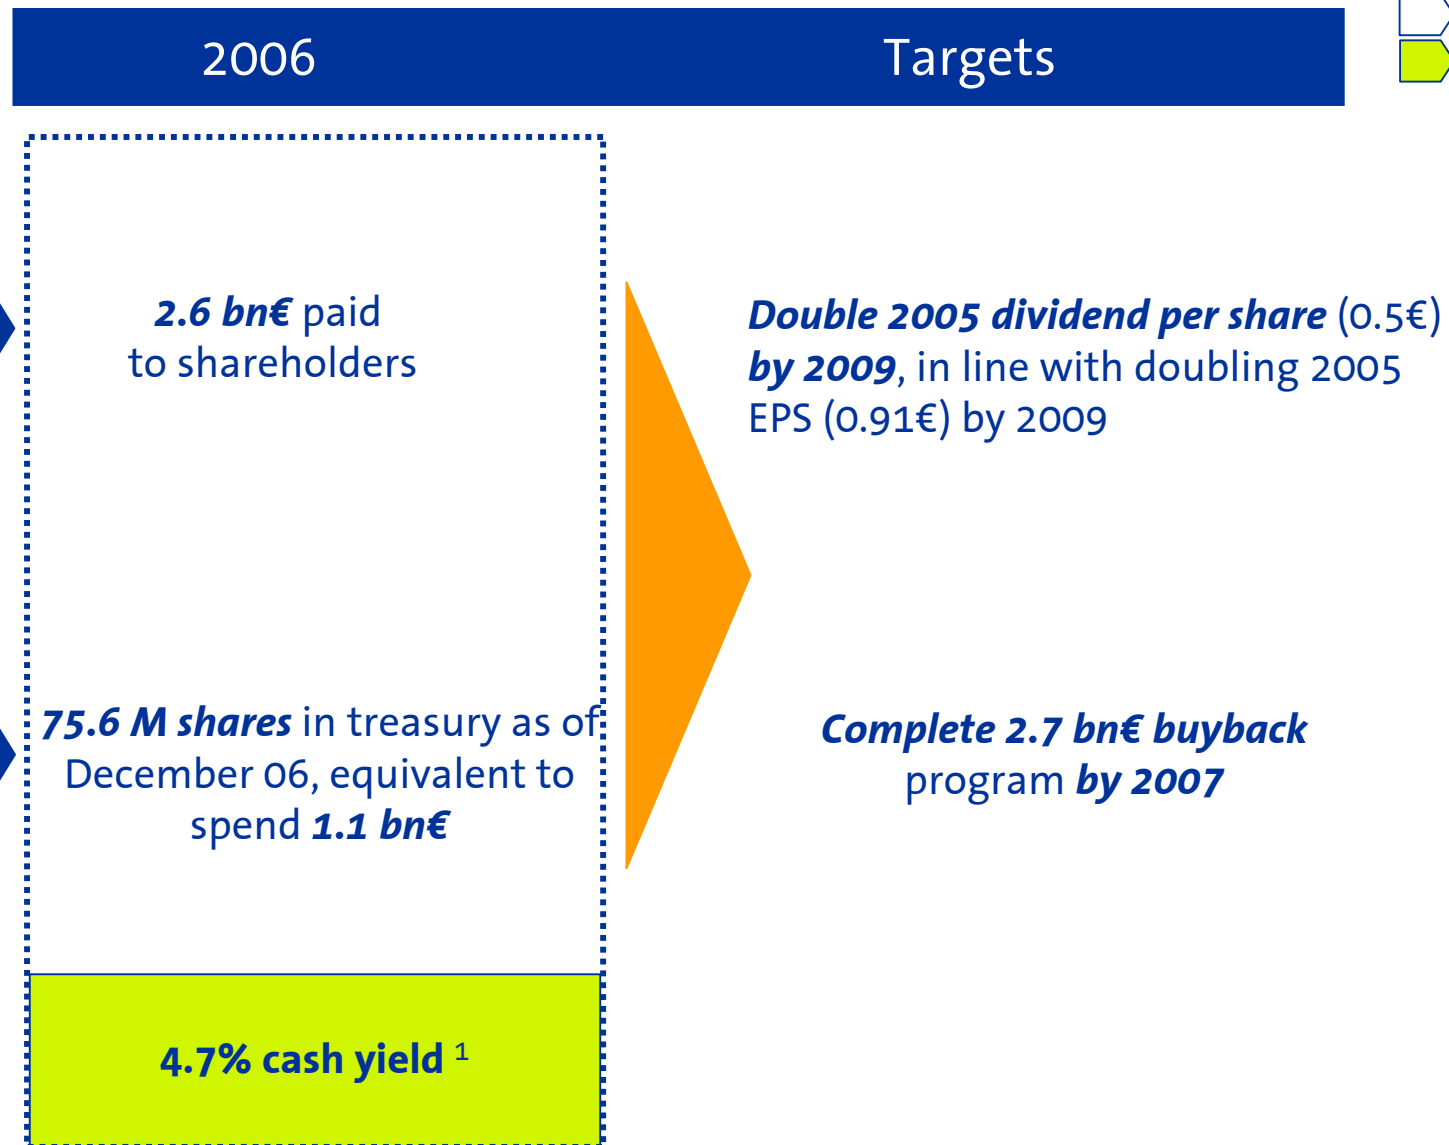 2006
Targets
2.6 bn€ paid
to shareholders
Double 2005 dividend per share (0.5€)
by 2009, in line with doubling 2005
EPS (0.91€) by 2009
75.6 M shares in treasury as of
December 06, equivalent to
spend 1.1 bn€
Complete 2.7 bn€ buyback
program by 2007
4.7% cash yield 1